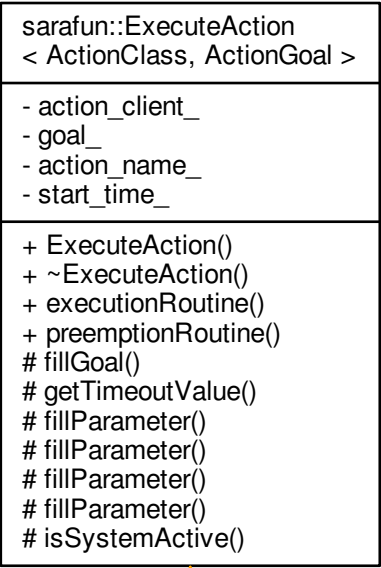 sarafun::ExecuteAction
< ActionClass, ActionGoal >
- action_client_
- goal_
- action_name_
- start_time_
+ ExecuteAction()
+ ~ExecuteAction()
+ executionRoutine()
+ preemptionRoutine()
# fillGoal()
# getTimeoutValue()
# fillParameter()
# fillParameter()
# fillParameter()
# fillParameter()
# isSystemActive()